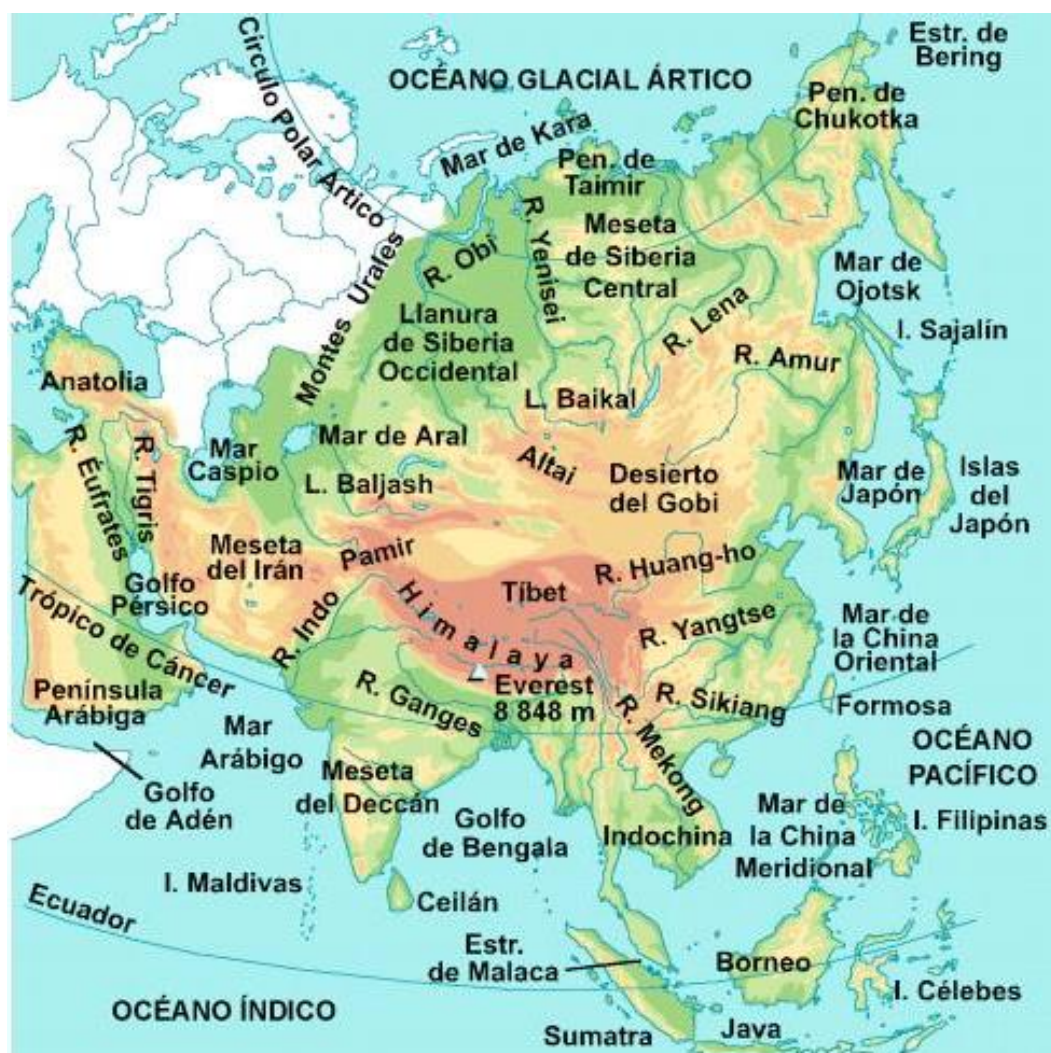 Estr. de
Bering
OCÉANO GLACIAL ÁRTICO
Círculo Polar Ártico
Pen. de
Chukotka
Mar de Kara
Pen. de
Taimir
R. Yenisei
Meseta
de Siberia
Central
R. Obi
Montes Urales
Mar de
Ojotsk
Llanura
de Siberia
Occidental
R. Lena
I. Sajalín
R. Amur
Anatolia
L. Baikal
Mar
Caspio
Mar de Aral
Altai
R. Éufrates
R. Tigris
L. Baljash
Desierto
del Gobi
Mar de
Japón
Islas
del
Japón
Meseta
del Irán
Pamir
R. Huang-ho
Golfo
Pérsico
Trópico de Cáncer
Tíbet
R. Indo
Himalaya
R. Yangtse
Mar de
la China
Oriental
Península
Arábiga
R. Ganges
Everest
8 848 m
R. Sikiang
Formosa
R. Mekong
Mar
Arábigo
OCÉANO
PACÍFICO
Golfo
de Adén
Meseta
del Deccán
Golfo
de Bengala
Indochina
Mar de
la China
Meridional
I. Filipinas
I. Maldivas
Ceilán
Ecuador
Estr.
de Malaca
Borneo
I. Célebes
OCÉANO ÍNDICO
Sumatra
Java